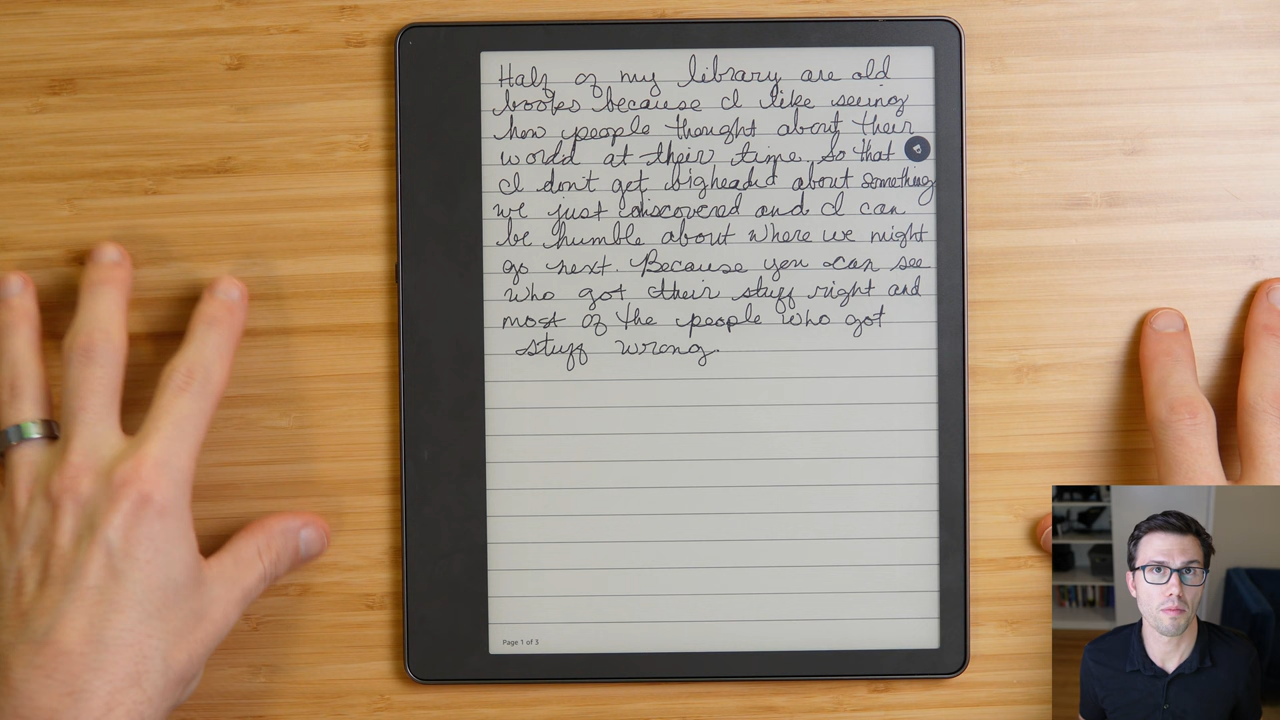 Half of my library are old
books because I like seeing
how people thought about their
world at their time. So that
I don't get bigheaded about something
we just discovered and I can
be humble about where we might
go next. Because you can see
who got their stuff right and
most of the people who got
stuff wrong.
Page 1 of 3